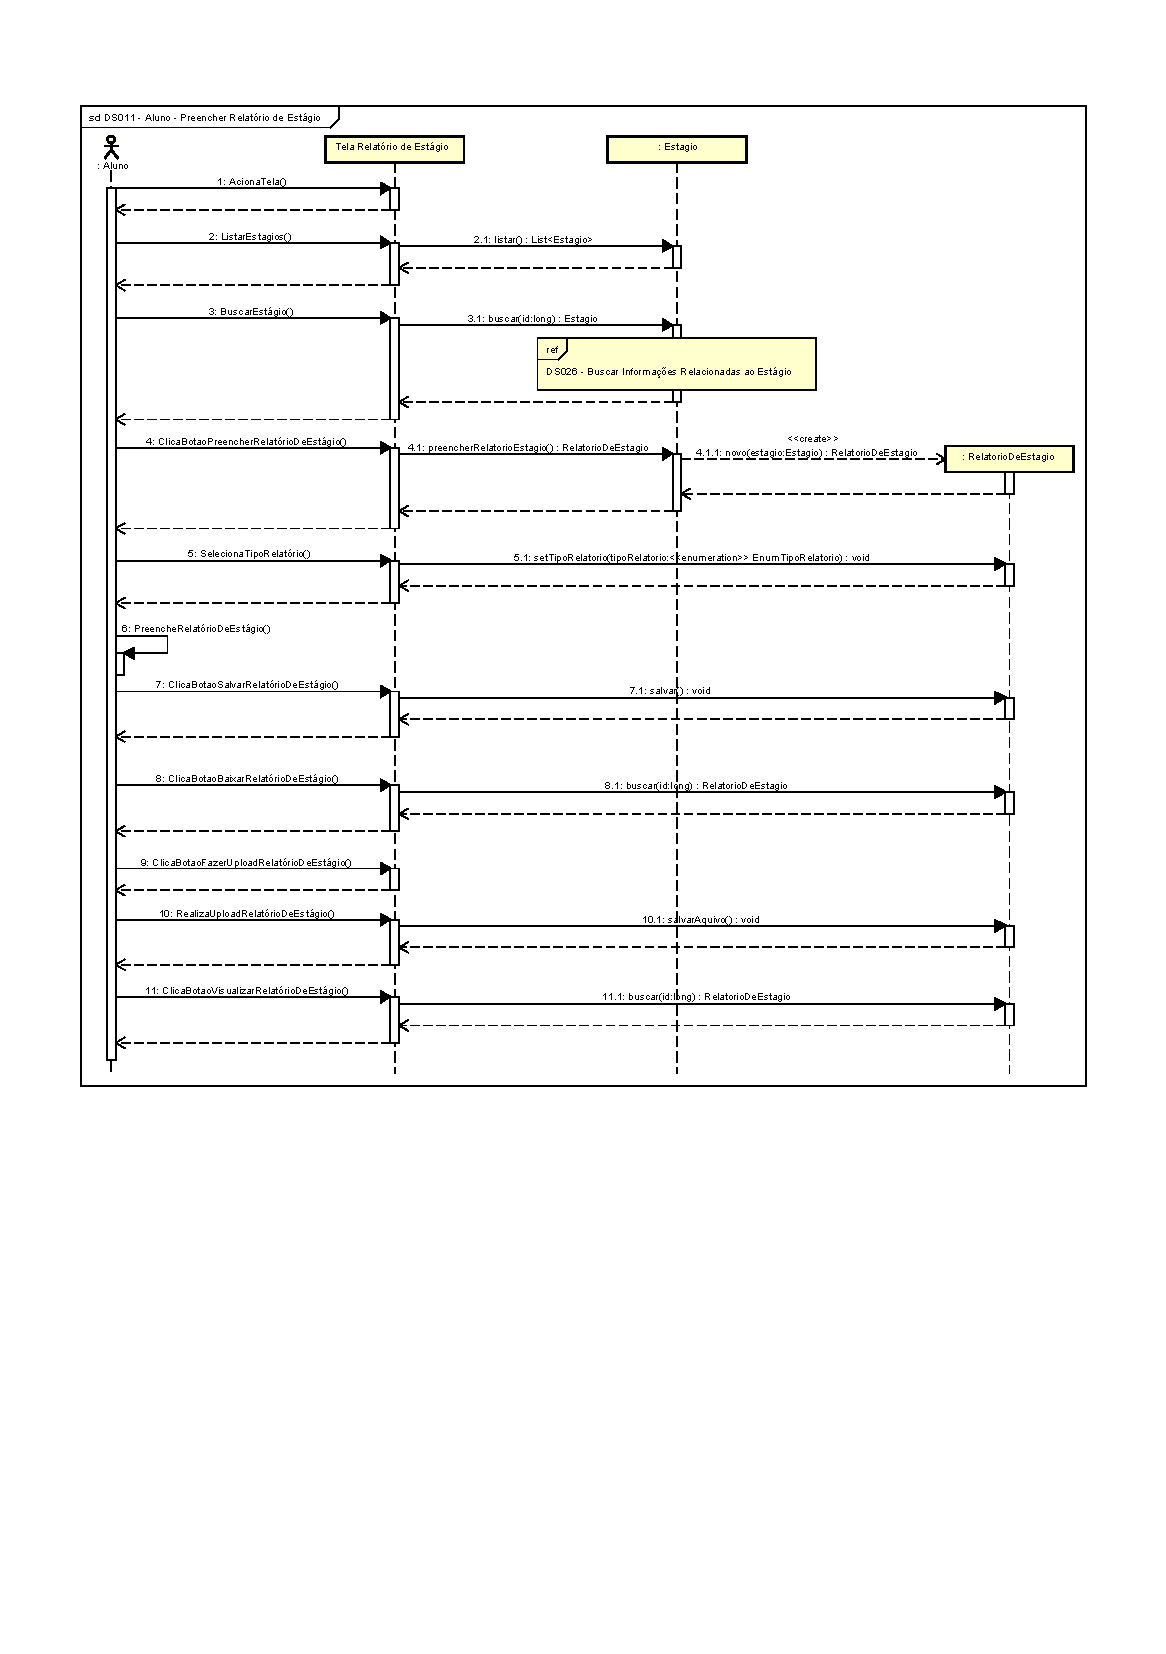 sd DS011 - Aluno - Preencher Relatório de Estágio
: Aluno
Tela Relatório de Estágio
: Estagio
1: AcionaTela()
2: ListarEstagios()
2.1: listar() : List<Estagio>
3: BuscarEstágio()
3.1: buscar(id:long) : Estagio
ref
DS026 - Buscar Informações Relacionadas ao Estágio
4: ClicaBotaoPreencherRelatórioDeEstágio()
4.1: preencherRelatorioEstagio() : RelatorioDeEstagio
<<create>>
4.1.1: novo(estagio:Estagio) : RelatorioDeEstagio
: RelatorioDeEstagio
5: SelecionaTipoRelatório()
5.1: setTipoRelatorio(tipoRelatorio:<<enumeration>> EnumTipoRelatorio) : void
6: PreencheRelatórioDeEstágio()
7: ClicaBotaoSalvarRelatórioDeEstágio()
7.1: salvar() : void
8: ClicaBotaoBaixarRelatórioDeEstágio()
8.1: buscar(id:long) : RelatorioDeEstagio
9: ClicaBotaoFazerUploadRelatórioDeEstágio()
10: RealizaUploadRelatórioDeEstágio()
10.1: salvarAquivo() : void
11: ClicaBotaoVisualizarRelatórioDeEstágio()
11.1: buscar(id:long) : RelatorioDeEstagio